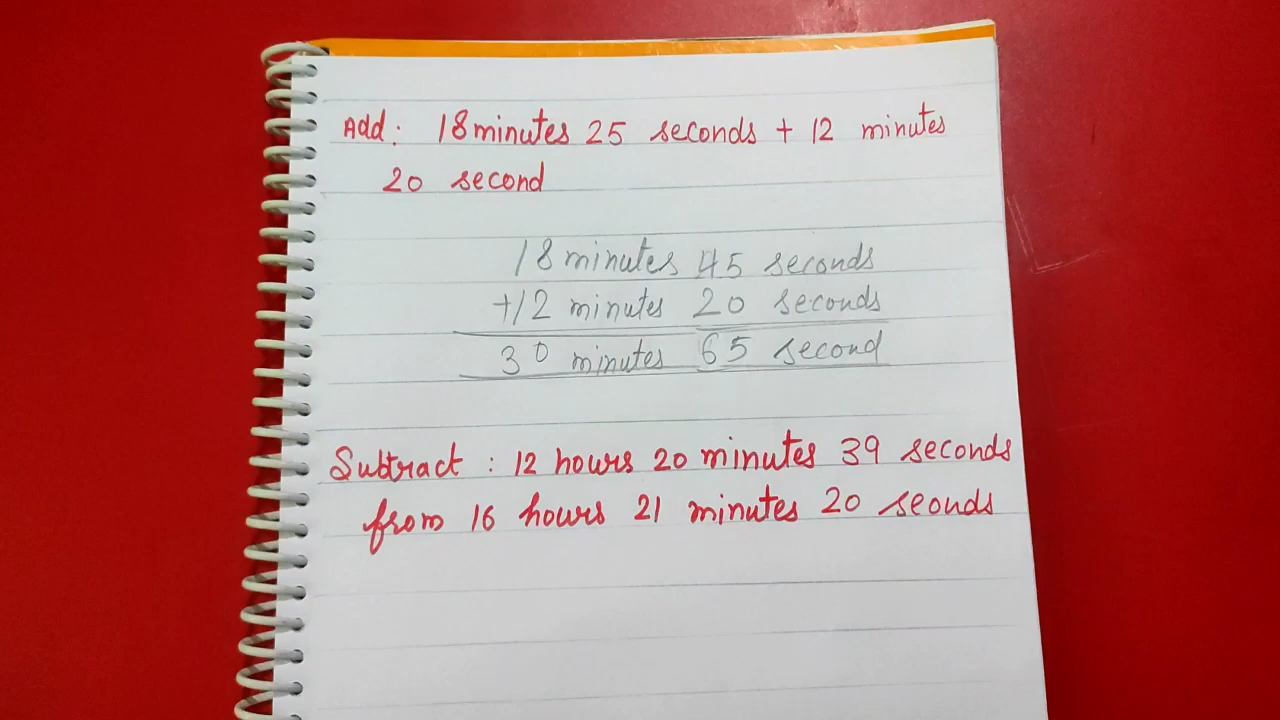 Add: 18 minutes 25 seconds + 12 minutes
20 second
18 minutes 45 seconds
+12 minutes 20 seconds
30 minutes 65 second
Subtract : 12 hours 20 minutes 39 seconds
from 16 hours 21 minutes 20 seonds